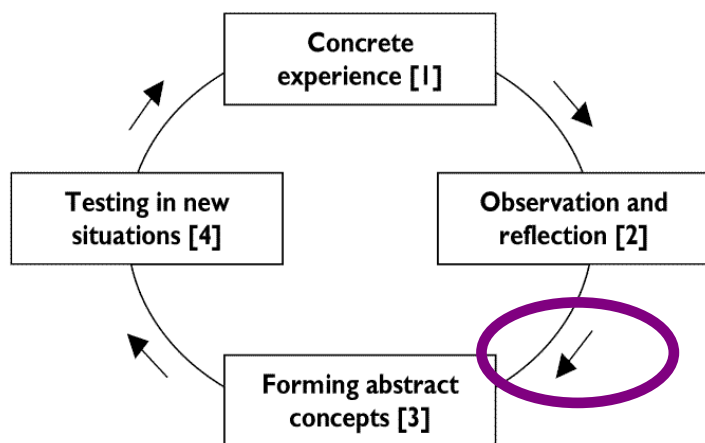 Concrete
experience [1]
Testing in new
situations [4]
Observation and
reflection [2]
Forming abstract
concepts [3]